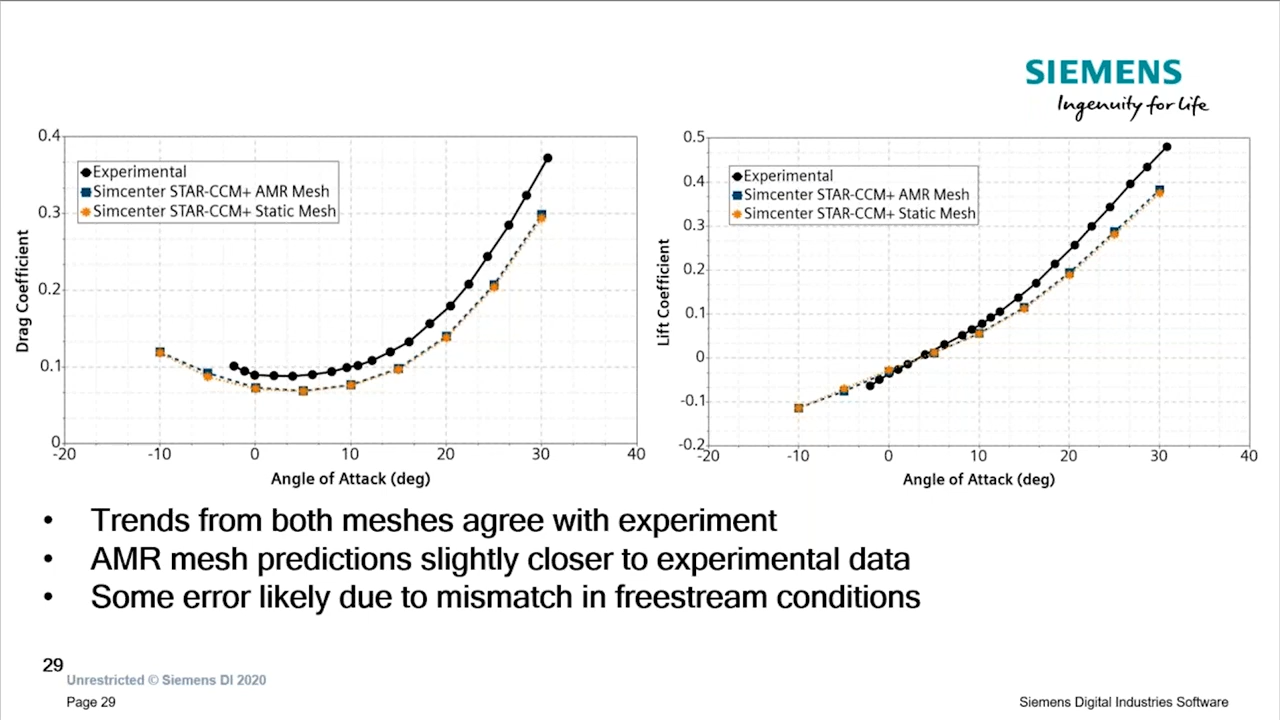 SIEMENS
Ingenuity for life
0.4
0.3
0.2
0.1
0
-20
-10
0
10
20
30
40
Drag Coefficient
Angle of Attack (deg)
Experimental
Simcenter STAR-CCM+ AMR Mesh
Simcenter STAR-CCM+ Static Mesh
0.5
0.4
0.3
0.2
0.1
0
-0.1
-0.2
-20
-10
0
10
20
30
40
Lift Coefficient
Angle of Attack (deg)
Experimental
Simcenter STAR-CCM+ AMR Mesh
Simcenter STAR-CCM+ Static Mesh
• Trends from both meshes agree with experiment
• AMR mesh predictions slightly closer to experimental data
• Some error likely due to mismatch in freestream conditions
29
Unrestricted © Siemens DI 2020
Page 29
Siemens Digital Industries Software